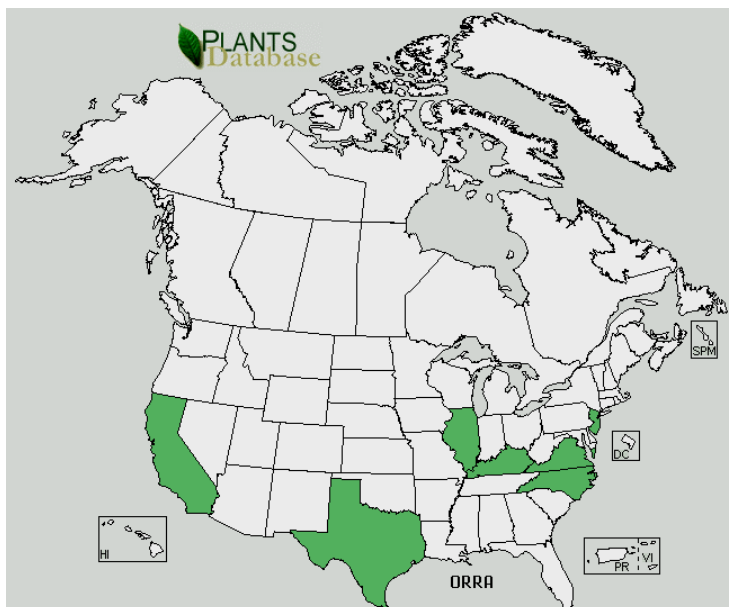 PLANTS
Database
SPM
DC
HI
PR
VI
ORRA